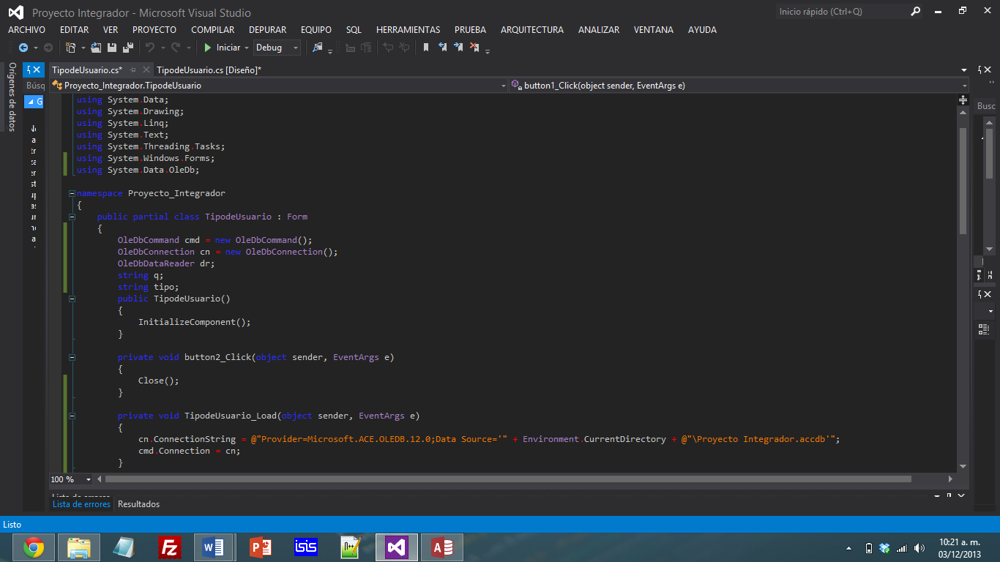 Proyecto Integrador - Microsoft Visual Studio
Inicio rápido (Ctrl+Q)
ARCHIVO EDITAR VER PROYECTO COMPILAR DEPURAR EQUIPO SQL HERRAMIENTAS PRUEBA ARQUITECTURA ANALIZAR VENTANA AYUDA
Iniciar Debug
Orígenes de datos
TipodeUsuario.cs* TipodeUsuario.cs [Diseño]*
Búsq
Proyecto_Integrador.TipodeUsuario button1_Click(object sender, EventArgs e)
Busc
using System.Data;
using System.Drawing;
using System.Linq;
using System.Text;
using System.Threading.Tasks;
using System.Windows.Forms;
using System.Data.OleDb;
namespace Proyecto_Integrador
{
public partial class TipodeUsuario : Form
{
OleDbCommand cmd = new OleDbCommand();
OleDbConnection cn = new OleDbConnection();
OleDbDataReader dr;
string q;
string tipo;
public TipodeUsuario()
{
InitializeComponent();
}
private void button2_Click(object sender, EventArgs e)
{
Close();
}
private void TipodeUsuario_Load(object sender, EventArgs e)
{
cn.ConnectionString = @"Provider=Microsoft.ACE.OLEDB.12.0;Data Source='" + Environment.CurrentDirectory + @"\Proyecto Integrador.accdb'";
cmd.Connection = cn;
}
100 %
Lista de errores
Lista de errores Resultados
Listo
10:21 a. m.
03/12/2013